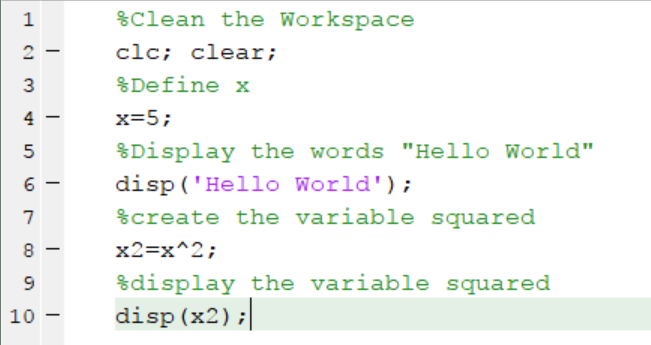 1 %Clean the Workspace
2 – clc; clear;
3 %Define x
4 – x=5;
5 %Display the words "Hello World"
6 – disp('Hello World');
7 %create the variable squared
8 – x2=x^2;
9 %display the variable squared
10 – disp(x2);